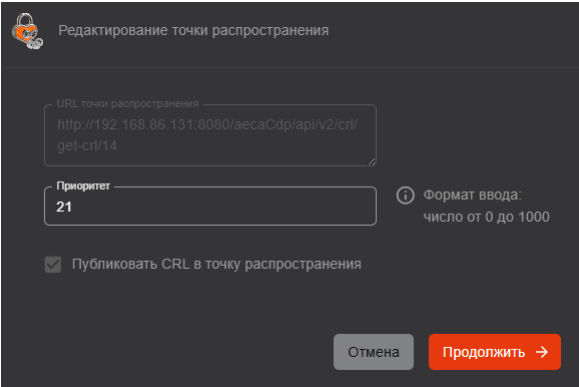 Редактирование точки распространения
URL точки распространения
http://192.168.86.131:8080/aecaCdp/api/v2/crl/
get-crl/14
Приоритет
21
Формат ввода:
число от 0 до 1000
Публиковать CRL в точку распространения
Отмена
Продолжить →